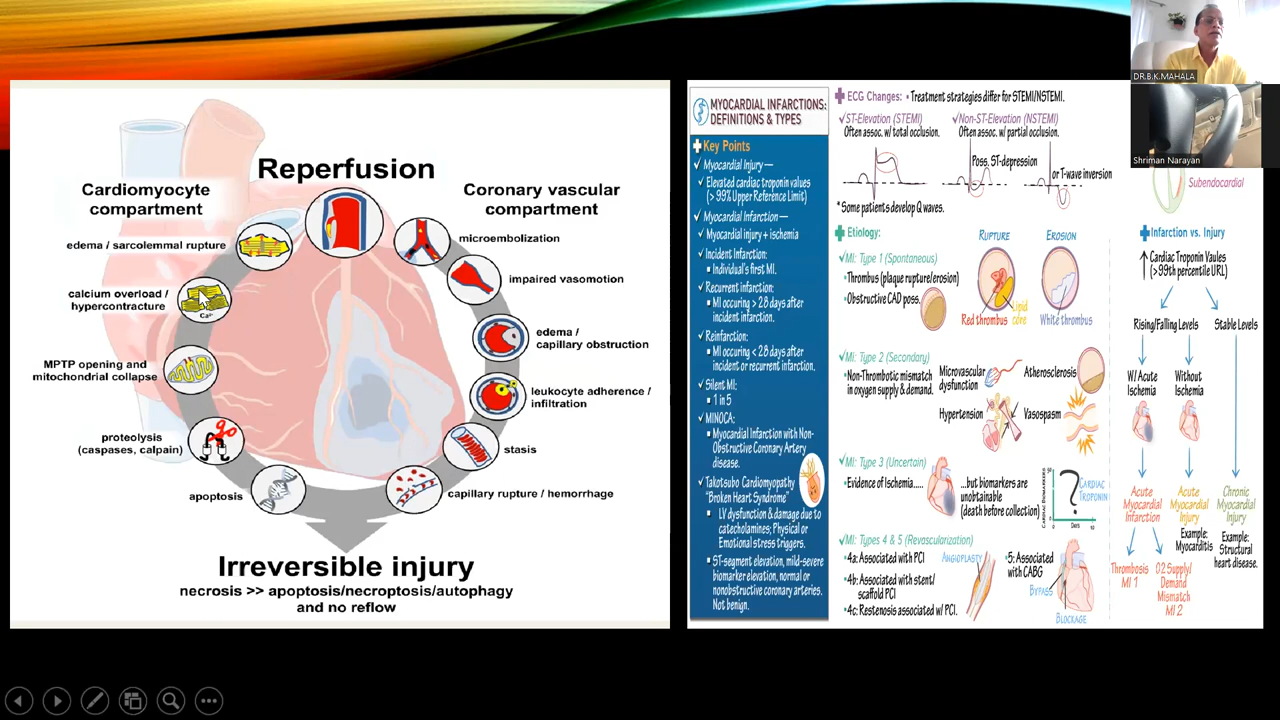 Reperfusion
Cardiomyocyte
compartment
Coronary vascular
compartment
edema / sarcolemmal rupture
calcium overload /
hypercontracture
Ca²⁺
MPTP opening and
mitochondrial collapse
proteolysis
(caspases, calpain)
apoptosis
microembolization
impaired vasomotion
edema /
capillary obstruction
leukocyte adherence /
infiltration
stasis
capillary rupture / hemorrhage
Irreversible injury
necrosis >> apoptosis/necroptosis/autophagy
and no reflow
MYOCARDIAL INFARCTIONS:
DEFINITIONS & TYPES
Key Points
Myocardial Injury—
Elevated cardiac troponin values
(> 99% Upper Reference Limit)
Myocardial Infarction—
Myocardial injury + ischemia
Incident Infarction:
Individual's first MI.
Recurrent infarction:
MI occuring > 28 days after
incident infarction.
Reinfarction:
MI occuring < 28 days after
incident or recurrent infarction.
Silent MI:
1 in 5
MINOCA:
Myocardial Infarction with Non-
Obstructive Coronary Artery
disease.
Takotsubo Cardiomyopathy
"Broken Heart Syndrome"
LV dysfunction & damage due to
catecholamines; Physical or
Emotional stress triggers.
ST-segment elevation, mild-severe
biomarker elevation, normal or
nonobstructive coronary arteries.
Not benign.
ECG Changes: • Treatment strategies differ for STEMI/NSTEMI.
ST-Elevation (STEMI)
Often assoc. w/ total occlusion.
Non-ST-Elevation (NSTEMI)
Often assoc. w/ partial occlusion.
Poss. ST-depression
or T-wave inversion
* Some patients develop Q waves.
Subendocardial
Etiology:
MI: Type 1 (Spontaneous)
Thrombus (plaque rupture/erosion)
Obstructive CAD poss.
RUPTURE
EROSION
Red thrombus
Lipid
core
White thrombus
MI: Type 2 (Secondary)
Non-Thrombotic mismatch
in oxygen supply & demand.
Microvascular
dysfunction
Atherosclerosis
Hypertension
Vasospasm
MI: Type 3 (Uncertain)
Evidence of Ischemia....
...but biomarkers are
unobtainable
(death before collection)
CARDIAC BIOMARKERS
?
CARDIAC
TROPONIN
MI: Types 4 & 5 (Revascularization)
4a: Associated with PCI
4b: Associated with stent/
scaffold PCI
4c: Restenosis associated w/ PCI.
ANGIOPLASTY
5: Associated
with CABG
BYPASS
BLOCKAGE
Infarction vs. Injury
Cardiac Troponin Vaules
(>99th percentile URL)
Rising/Falling Levels
Stable Levels
W/ Acute
Ischemia
Without
Ischemia
Acute
Myocardial
Infarction
Acute
Myocardial
Injury
Example:
Myocarditis
Chronic
Myocardial
Injury
Example:
Structural
heart disease.
Thrombosis
MI 1
O2 Supply/
Demand
Mismatch
MI 2
DR.B.K.MAHALA
Shriman Narayan